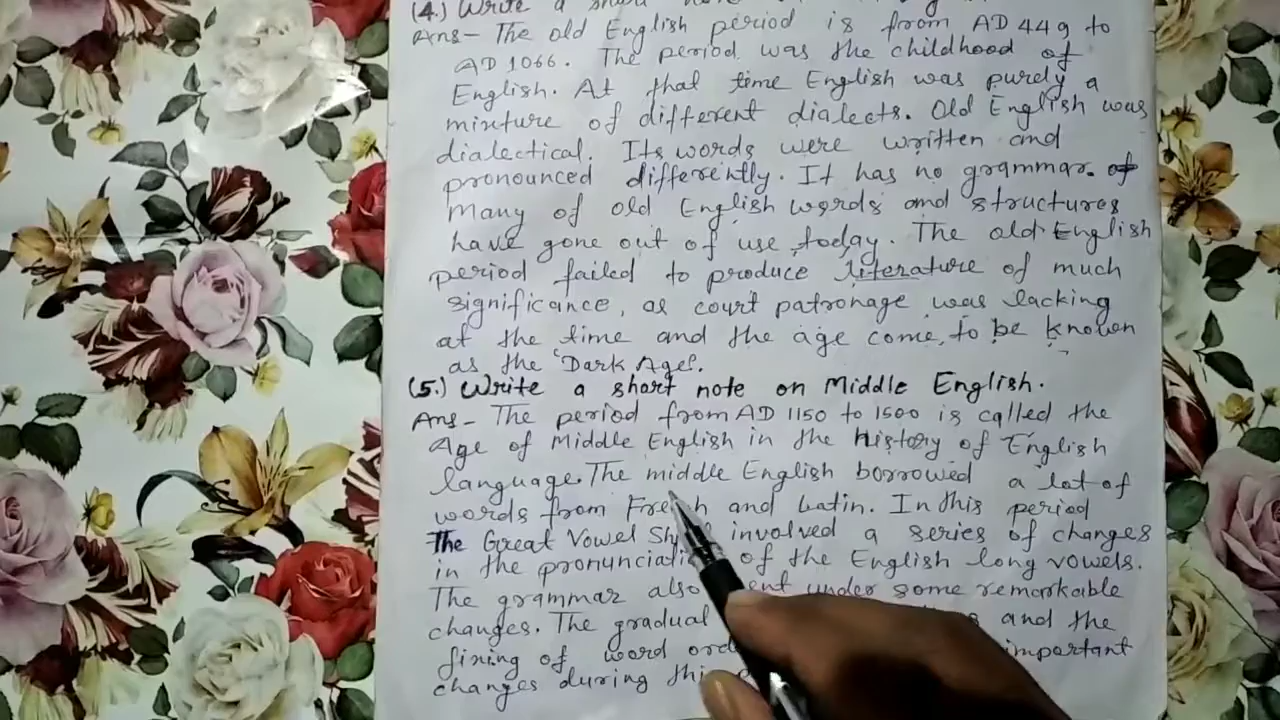 (4.) Write a short
Ans- The old English period is from AD 449 to
AD 1066. The period was the childhood of
English. At that time English was purely a
mixture of different dialects. Old English was
dialectical. Its words were written and
pronounced differently. It has no grammar.
Many of old English words and structures
have gone out of use today. The old English
period failed to produce literature of much
significance, as court patronage was lacking
at the time and the age come, to be known
as the 'Dark Age'.
(5.) Write a short note on Middle English.
Ans- The period from AD 1150 to 1500 is called the
Age of Middle English in the History of English
language. The middle English borrowed a lot of
words from French and Latin. In this period
The Great Vowel involved a series of changes
in the of the English long vowels.
The grammar also under some remarkable
changes. The gradual and the
fixing of word important
changes during